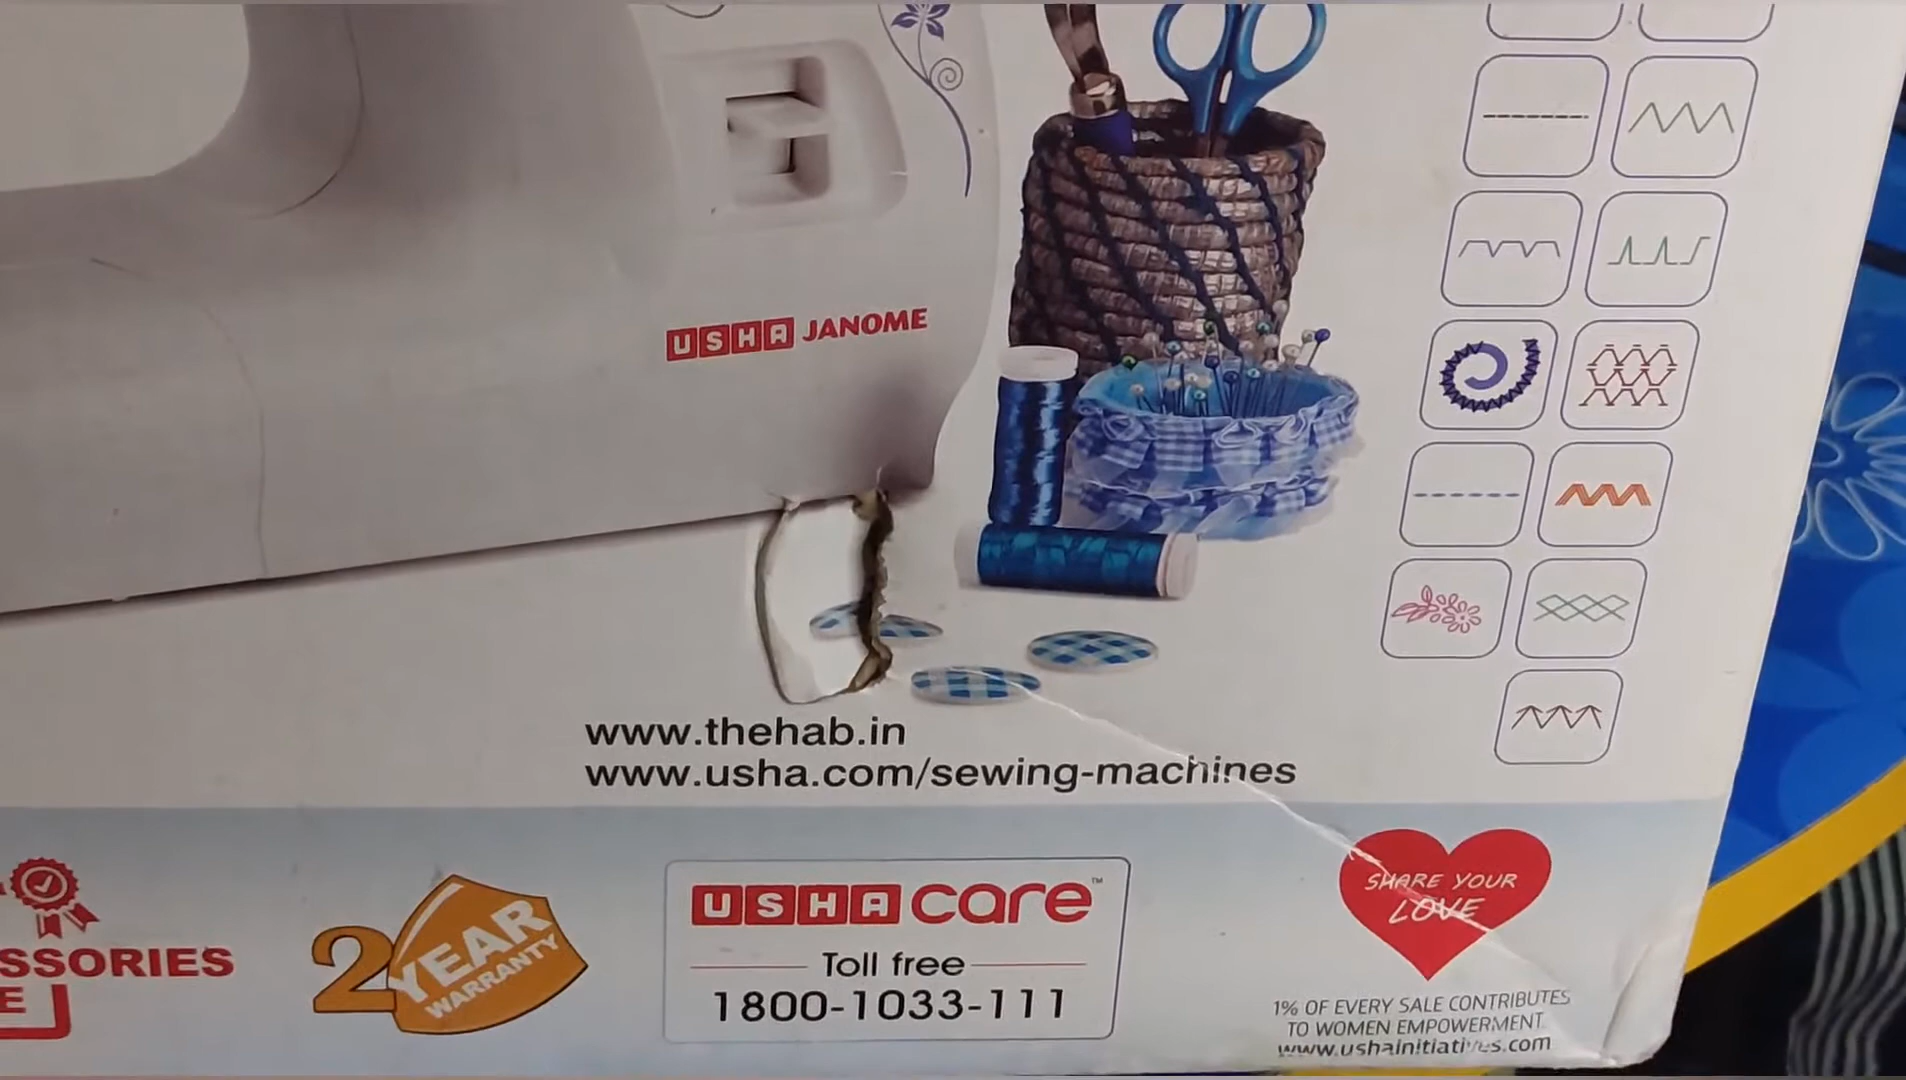 USHA JANOME
www.thehab.in
www.usha.com/sewing-machines
SSORIES
E
2 YEAR
WARRANTY
USHA care™
Toll free
1800-1033-111
SHARE YOUR
LOVE
1% OF EVERY SALE CONTRIBUTES
TO WOMEN EMPOWERMENT
www.ushainitiatives.com